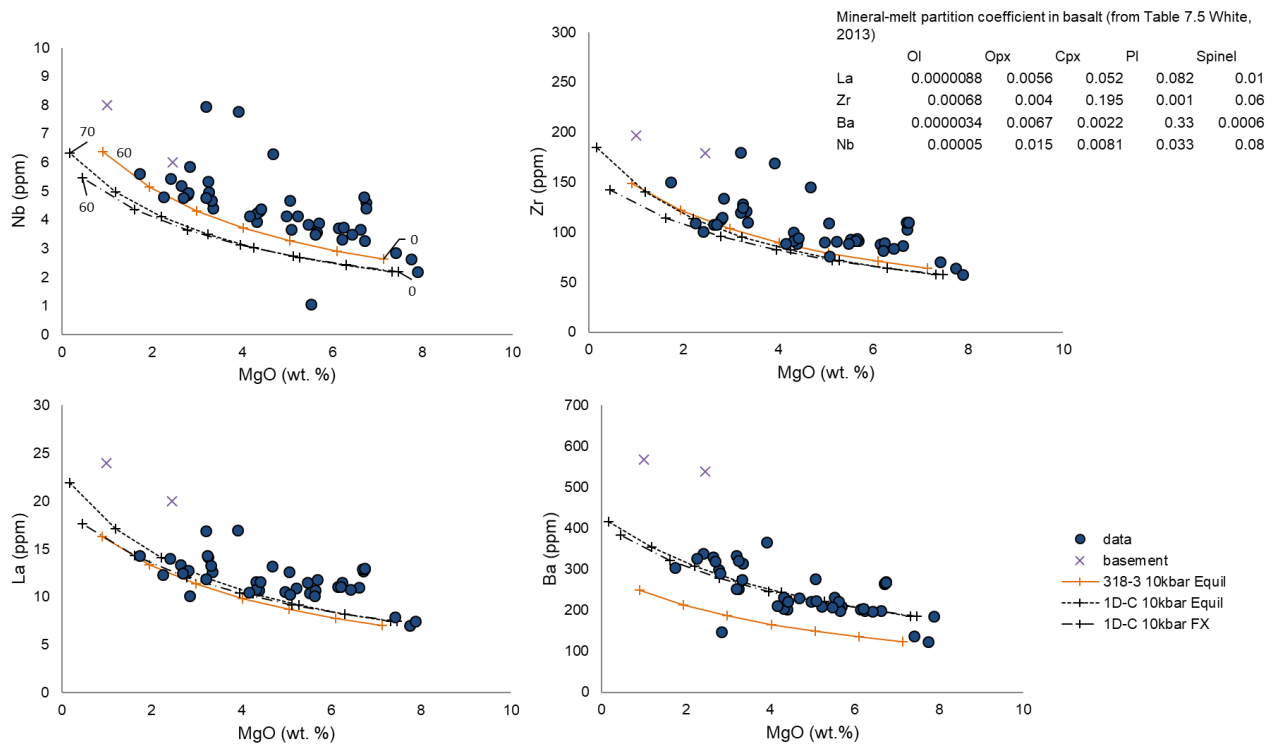 Mineral-melt partition coefficient in basalt (from Table 7.5 White,
2013)
Ol Opx Cpx Pl Spinel
La 0.0000088 0.0056 0.052 0.082 0.01
Zr 0.00068 0.004 0.195 0.001 0.06
Ba 0.0000034 0.0067 0.0022 0.33 0.0006
Nb 0.00005 0.015 0.0081 0.033 0.08
10
9
8
7
6
5
4
3
2
1
0
Nb (ppm)
70
60
60
0
0
0 2 4 6 8 10
MgO (wt. %)
300
250
200
150
100
50
0
Zr (ppm)
0 2 4 6 8 10
MgO (wt. %)
30
25
20
15
10
5
0
La (ppm)
0 2 4 6 8 10
MgO (wt. %)
700
600
500
400
300
200
100
0
Ba (ppm)
0 2 4 6 8 10
MgO (wt. %)
data
basement
318-3 10kbar Equil
1D-C 10kbar Equil
1D-C 10kbar FX